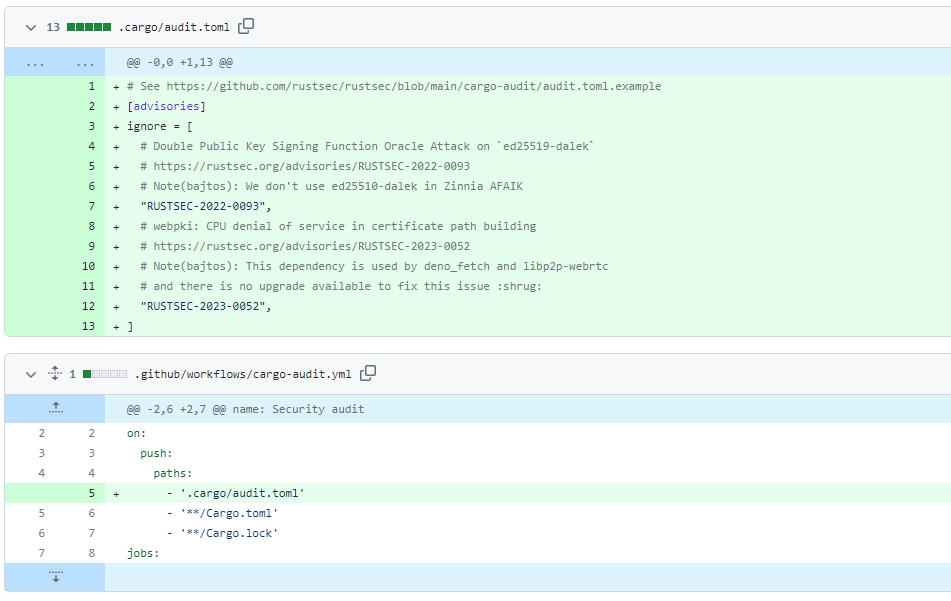 13 .cargo/audit.toml
... ... @@ -0,0 +1,13 @@
1 + # See https://github.com/rustsec/rustsec/blob/main/cargo-audit/audit.toml.example
2 + [advisories]
3 + ignore = [
4 + # Double Public Key Signing Function Oracle Attack on `ed25519-dalek`
5 + # https://rustsec.org/advisories/RUSTSEC-2022-0093
6 + # Note(bajtos): We don't use ed25510-dalek in Zinnia AFAIK
7 + "RUSTSEC-2022-0093",
8 + # webpki: CPU denial of service in certificate path building
9 + # https://rustsec.org/advisories/RUSTSEC-2023-0052
10 + # Note(bajtos): This dependency is used by deno_fetch and libp2p-webrtc
11 + # and there is no upgrade available to fix this issue :shrug:
12 + "RUSTSEC-2023-0052",
13 + ]
1 .github/workflows/cargo-audit.yml
@@ -2,6 +2,7 @@ name: Security audit
2 2 on:
3 3 push:
4 4 paths:
5 + - '.cargo/audit.toml'
5 6 - '**/Cargo.toml'
6 7 - '**/Cargo.lock'
7 8 jobs: